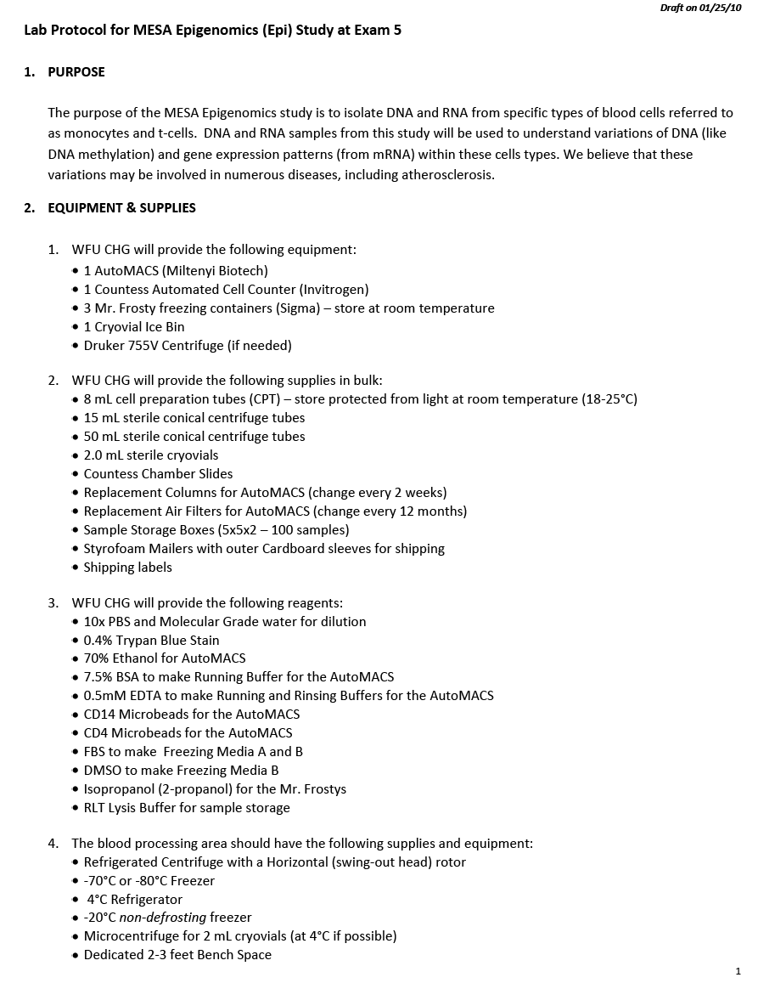 Draft on 01/25/10
Lab Protocol for MESA Epigenomics (Epi) Study at Exam 5
1. PURPOSE
The purpose of the MESA Epigenomics study is to isolate DNA and RNA from specific types of blood cells referred to
as monocytes and t-cells. DNA and RNA samples from this study will be used to understand variations of DNA (like
DNA methylation) and gene expression patterns (from mRNA) within these cells types. We believe that these
variations may be involved in numerous diseases, including atherosclerosis.
2. EQUIPMENT & SUPPLIES
1. WFU CHG will provide the following equipment:
• 1 AutoMACS (Miltenyi Biotech)
• 1 Countess Automated Cell Counter (Invitrogen)
• 3 Mr. Frosty freezing containers (Sigma) – store at room temperature
• 1 Cryovial Ice Bin
• Druker 755V Centrifuge (if needed)
2. WFU CHG will provide the following supplies in bulk:
• 8 mL cell preparation tubes (CPT) – store protected from light at room temperature (18-25°C)
• 15 mL sterile conical centrifuge tubes
• 50 mL sterile conical centrifuge tubes
• 2.0 mL sterile cryovials
• Countess Chamber Slides
• Replacement Columns for AutoMACS (change every 2 weeks)
• Replacement Air Filters for AutoMACS (change every 12 months)
• Sample Storage Boxes (5x5x2 – 100 samples)
• Styrofoam Mailers with outer Cardboard sleeves for shipping
• Shipping labels
3. WFU CHG will provide the following reagents:
• 10x PBS and Molecular Grade water for dilution
• 0.4% Trypan Blue Stain
• 70% Ethanol for AutoMACS
• 7.5% BSA to make Running Buffer for the AutoMACS
• 0.5mM EDTA to make Running and Rinsing Buffers for the AutoMACS
• CD14 Microbeads for the AutoMACS
• CD4 Microbeads for the AutoMACS
• FBS to make Freezing Media A and B
• DMSO to make Freezing Media B
• Isopropanol (2-propanol) for the Mr. Frostys
• RLT Lysis Buffer for sample storage
4. The blood processing area should have the following supplies and equipment:
• Refrigerated Centrifuge with a Horizontal (swing-out head) rotor
• -70°C or -80°C Freezer
• 4°C Refrigerator
• -20°C non-defrosting freezer
• Microcentrifuge for 2 mL cryovials (at 4°C if possible)
• Dedicated 2-3 feet Bench Space
1